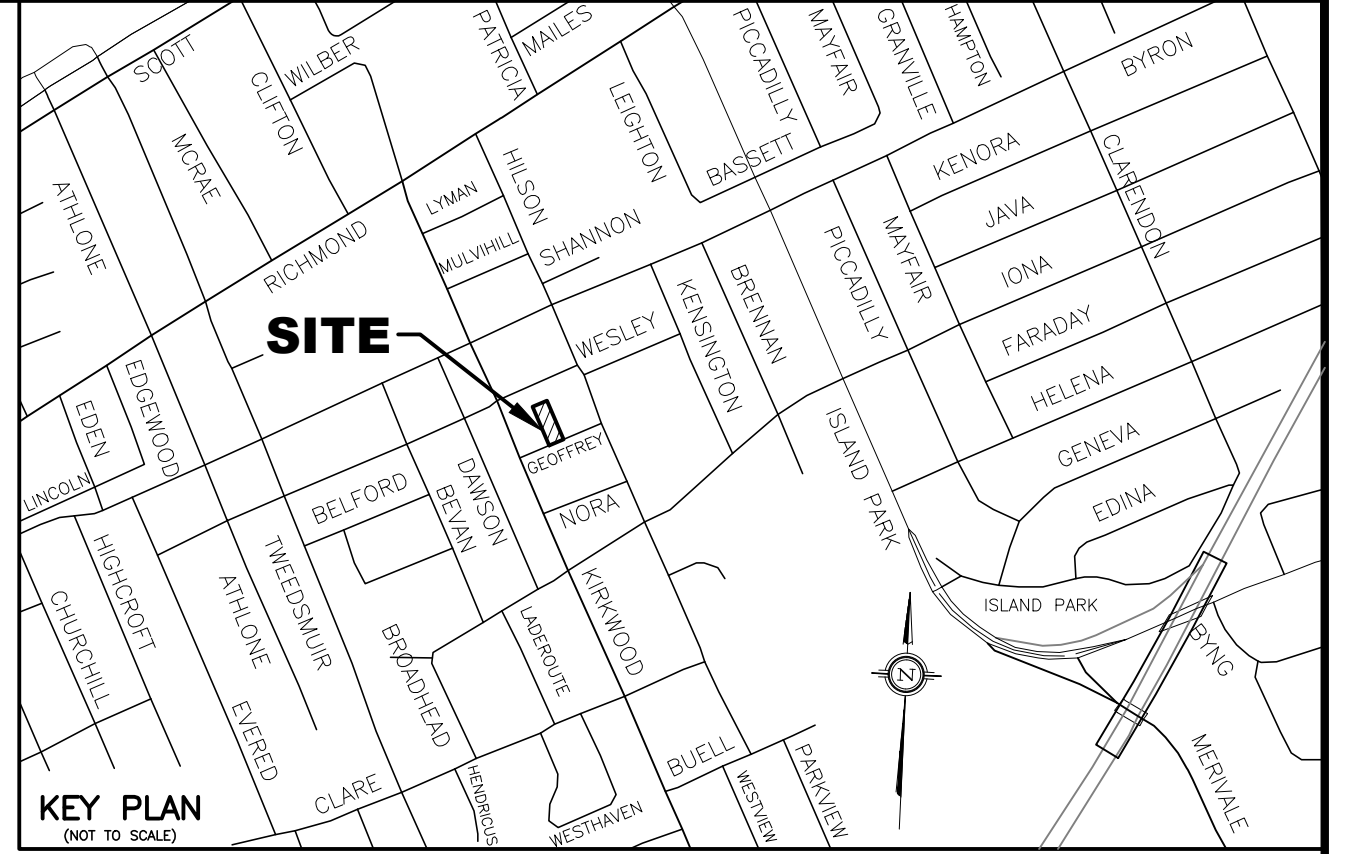 SCOTT
WILBER
PATRICIA
MAILES
PICCADILLY
MAYFAIR
GRANVILLE
HAMPTON
BYRON
CLIFTON
MCRAE
ATHLONE
LEIGHTON
BASSETT
KENORA
CLARENDON
HILSON
LYMAN
MULVIHILL
SHANNON
RICHMOND
JAVA
IONA
PICCADILLY
MAYFAIR
BRENNAN
KENSINGTON
WESLEY
SITE
FARADAY
HELENA
GENEVA
EDINA
EDGEWOOD
EDEN
LINCOLN
GEOFFREY
NORA
DAWSON
BEVAN
BELFORD
ISLAND PARK
HIGHCROFT
CHURCHILL
TWEEDSMUIR
ATHLONE
BROADHEAD
LADEROUTE
KIRKWOOD
ISLAND PARK
BYNG
N
MERIVALE
EVERED
CLARE
HENDRICUS
WESTHAVEN
BUELL
WESTVIEW
PARKVIEW
KEY PLAN
(NOT TO SCALE)